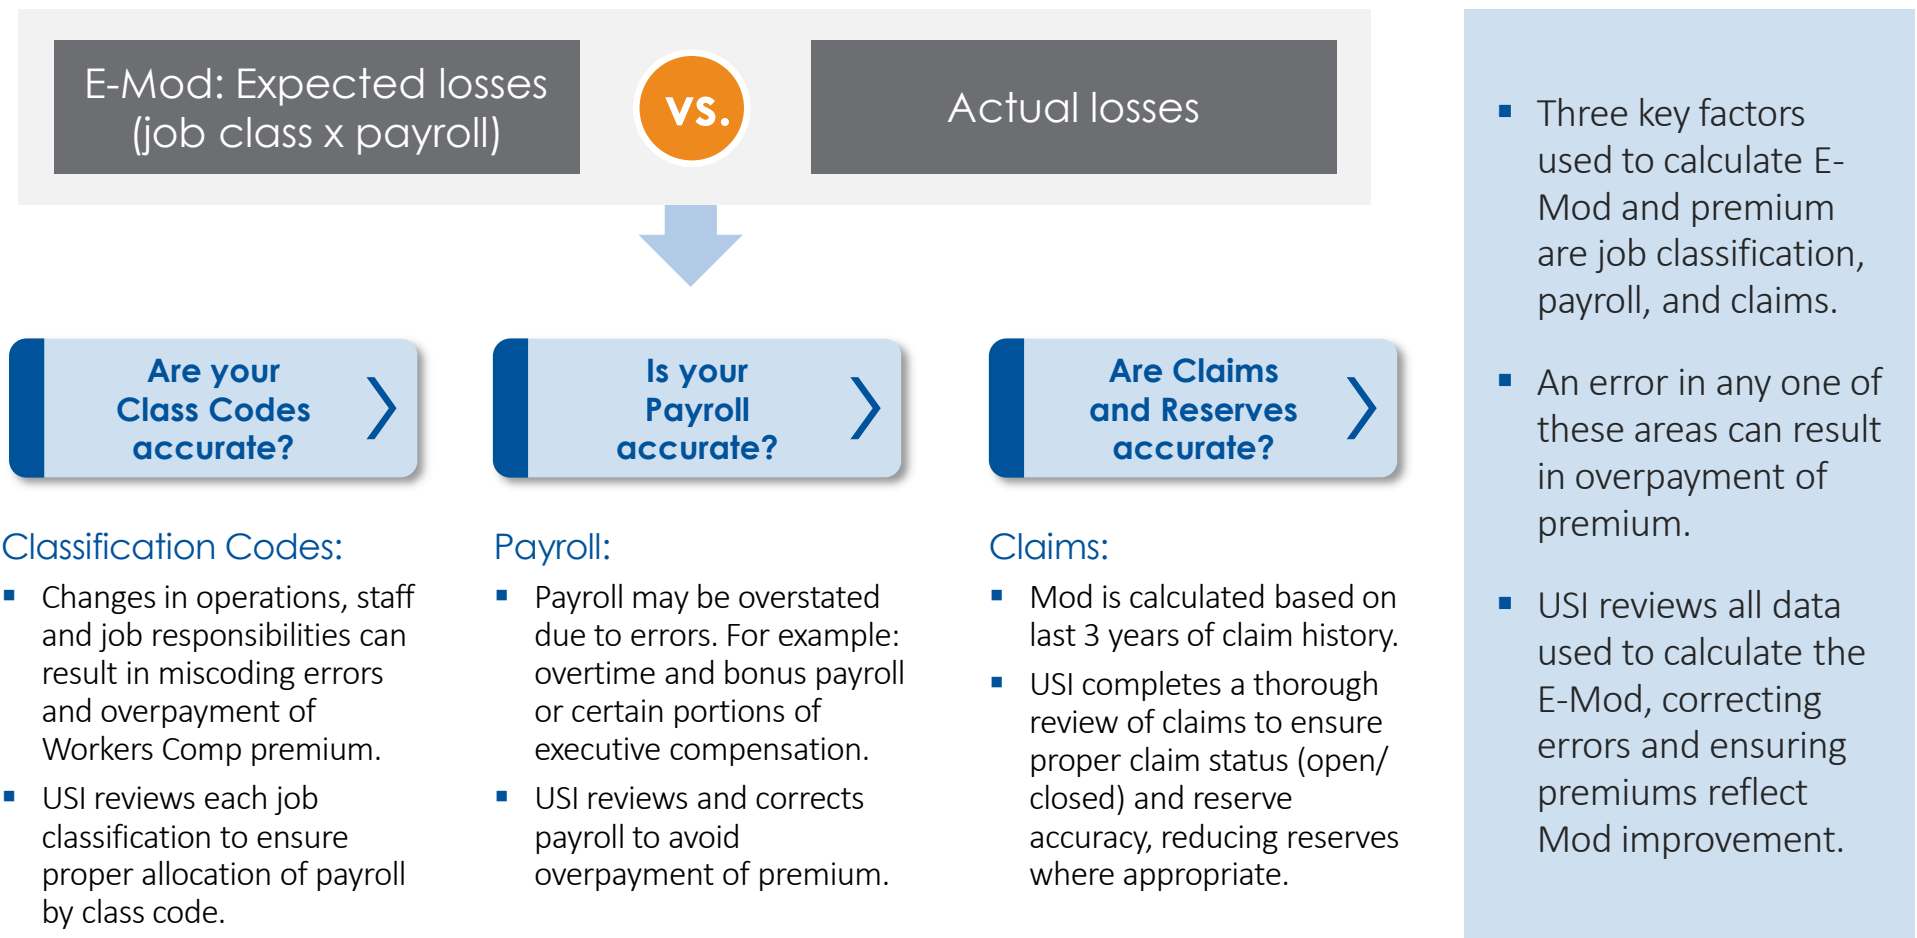 E-Mod: Expected losses
(job class x payroll)
vs.
Actual losses
Are your
Class Codes
accurate?
Is your
Payroll
accurate?
Are Claims
and Reserves
accurate?
Classification Codes:
▪ Changes in operations, staff
and job responsibilities can
result in miscoding errors
and overpayment of
Workers Comp premium.
▪ USI reviews each job
classification to ensure
proper allocation of payroll
by class code.
Payroll:
▪ Payroll may be overstated
due to errors. For example:
overtime and bonus payroll
or certain portions of
executive compensation.
▪ USI reviews and corrects
payroll to avoid
overpayment of premium.
Claims:
▪ Mod is calculated based on
last 3 years of claim history.
▪ USI completes a thorough
review of claims to ensure
proper claim status (open/
closed) and reserve
accuracy, reducing reserves
where appropriate.
▪ Three key factors
used to calculate E-
Mod and premium
are job classification,
payroll, and claims.
▪ An error in any one of
these areas can result
in overpayment of
premium.
▪ USI reviews all data
used to calculate the
E-Mod, correcting
errors and ensuring
premiums reflect
Mod improvement.